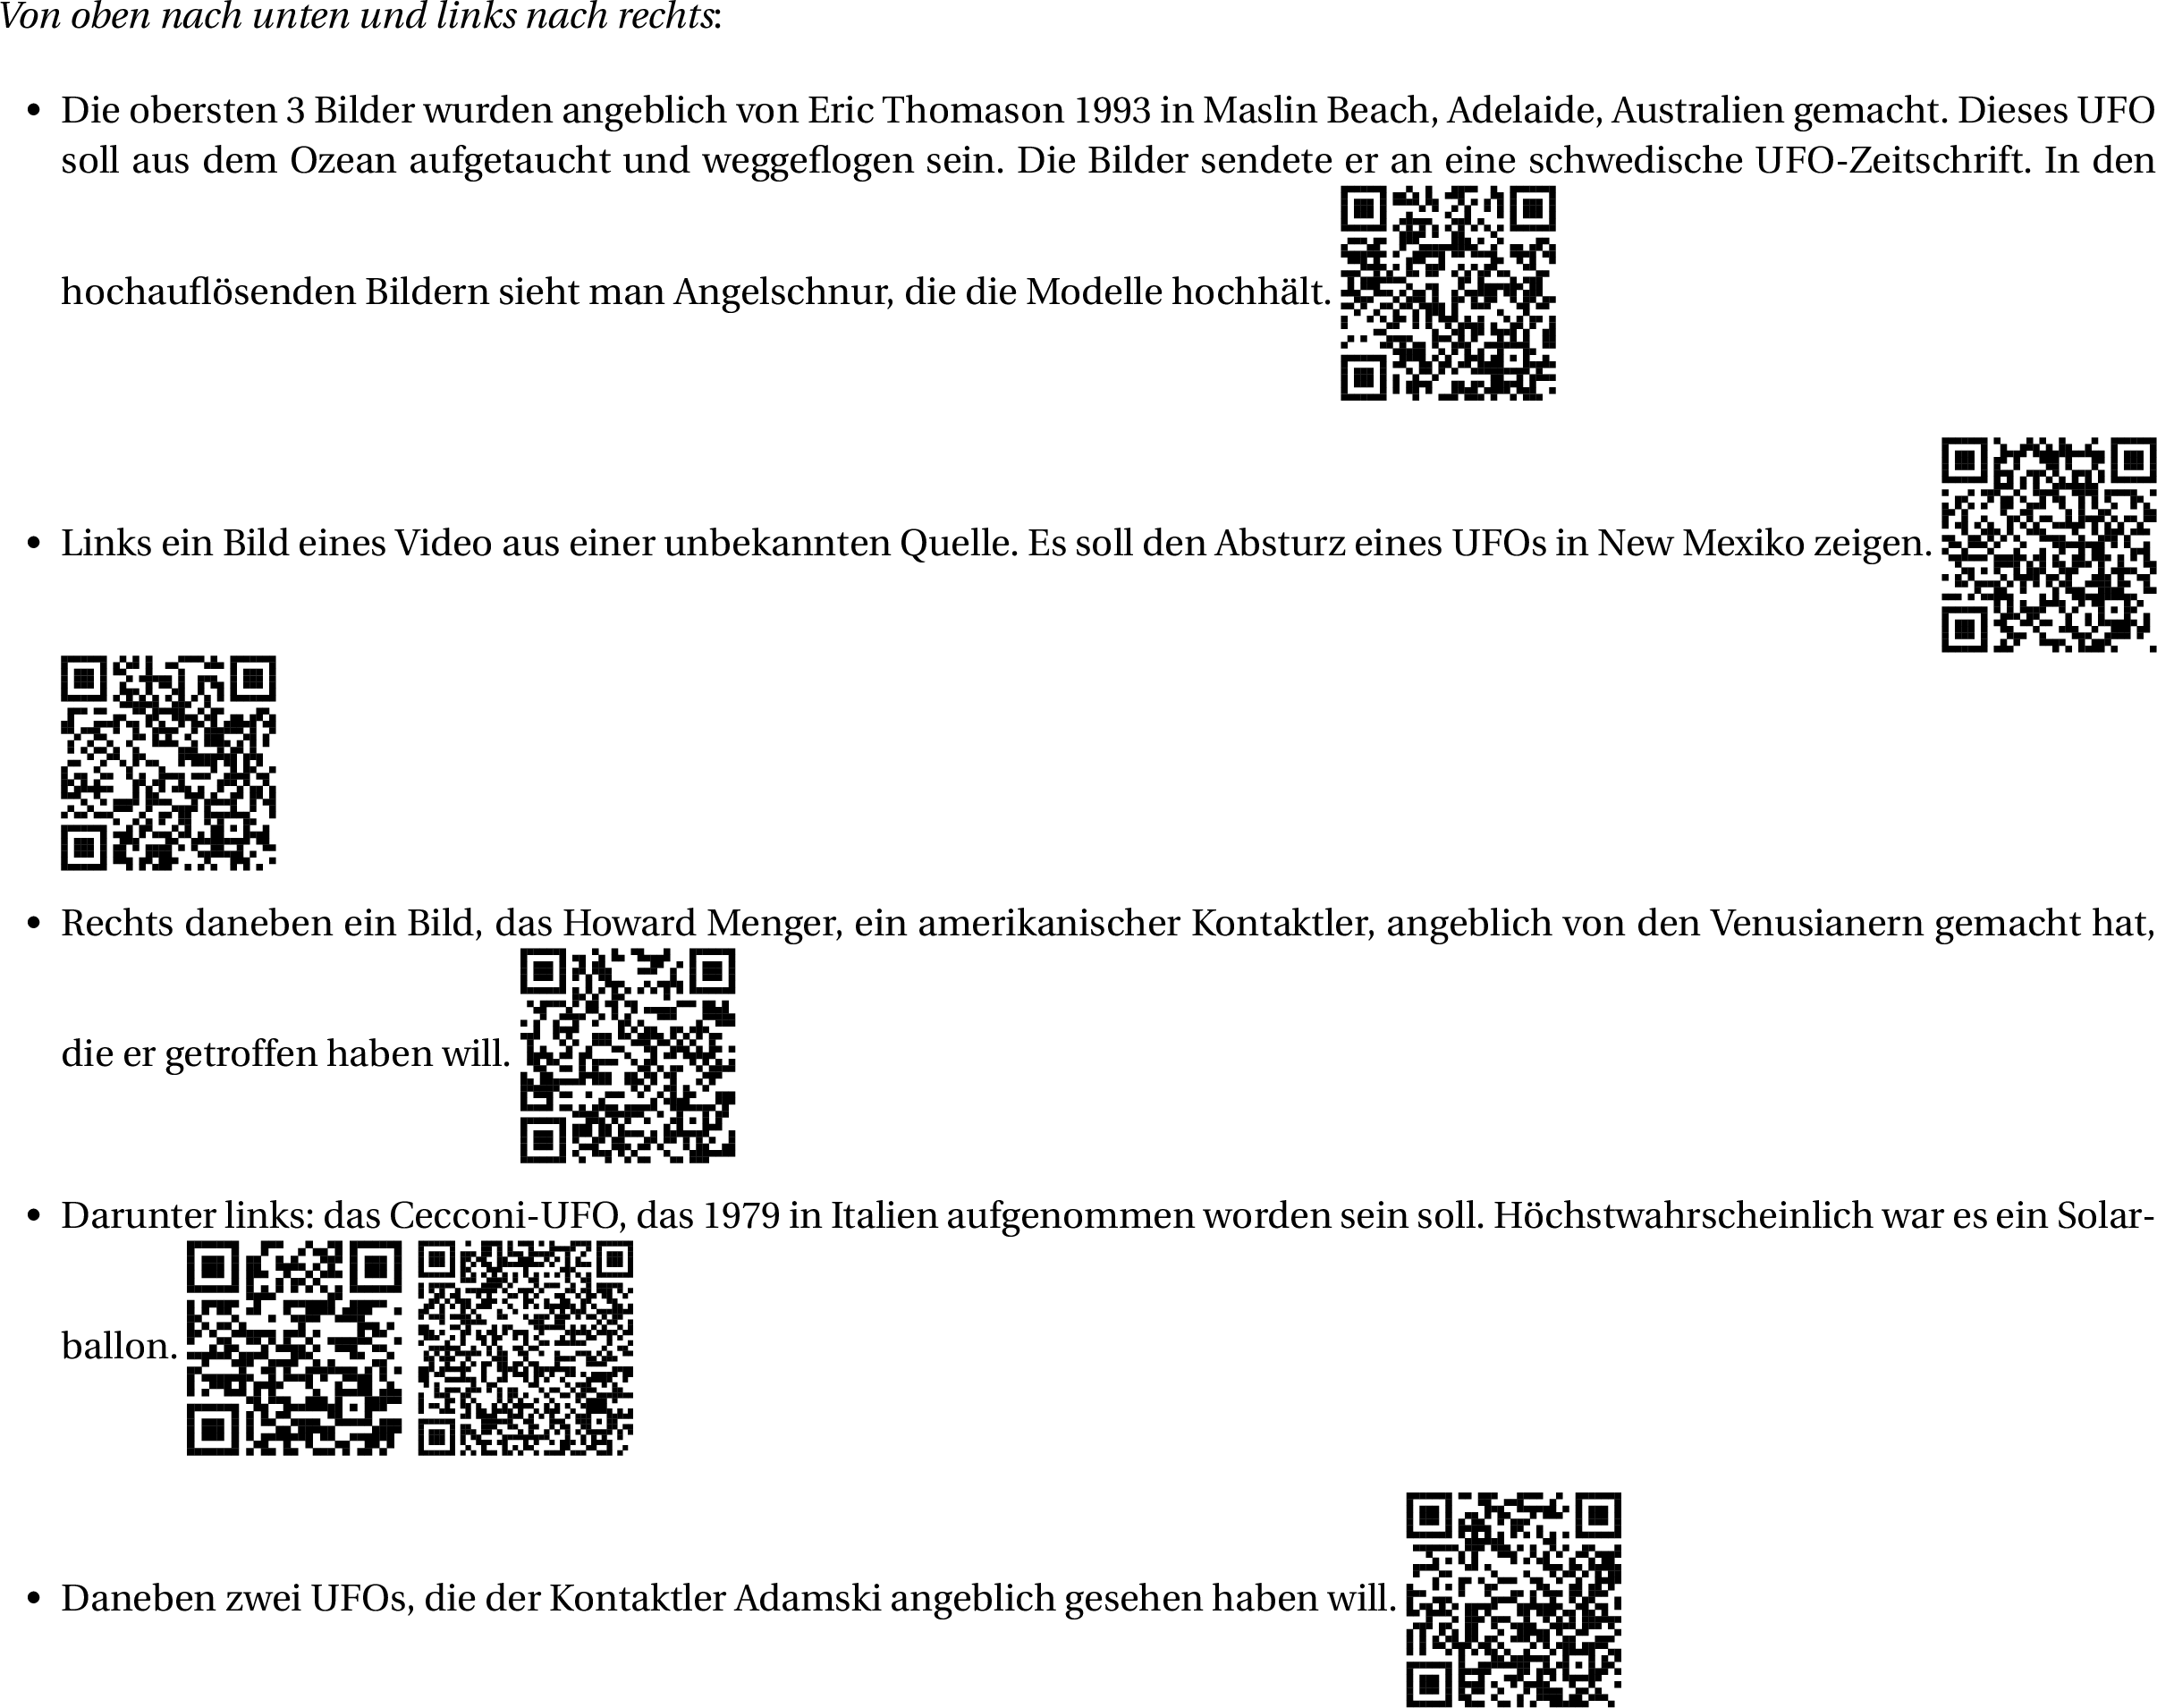 Von oben nach unten und links nach rechts:
• Die obersten 3 Bilder wurden angeblich von Eric Thomason 1993 in Maslin Beach, Adelaide, Australien gemacht. Dieses UFO
soll aus dem Ozean aufgetaucht und weggeflogen sein. Die Bilder sendete er an eine schwedische UFO-Zeitschrift. In den
hochauflösenden Bildern sieht man Angelschnur, die die Modelle hochhält.
• Links ein Bild eines Video aus einer unbekannten Quelle. Es soll den Absturz eines UFOs in New Mexiko zeigen.
• Rechts daneben ein Bild, das Howard Menger, ein amerikanischer Kontaktler, angeblich von den Venusianern gemacht hat,
die er getroffen haben will.
• Darunter links: das Cecconi-UFO, das 1979 in Italien aufgenommen worden sein soll. Höchstwahrscheinlich war es ein Solar-
ballon.
• Daneben zwei UFOs, die der Kontaktler Adamski angeblich gesehen haben will.